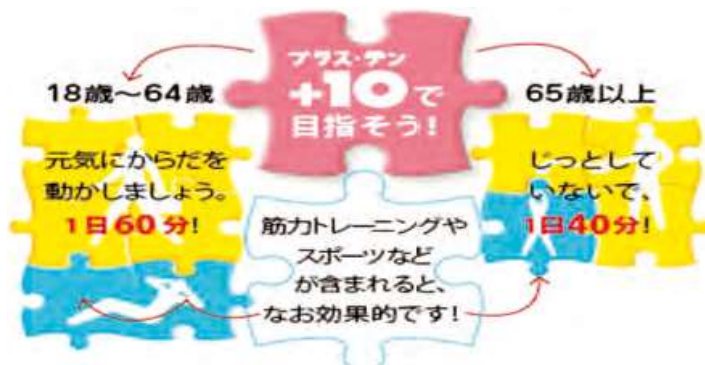 プラス・テン
+10で
目指そう!
18歳〜64歳
元気にからだを
動かしましょう。
1日60分!
65歳以上
じっとして
いないで、
1日40分!
筋力トレーニングや
スポーツなど
が含まれると、
なお効果的です!